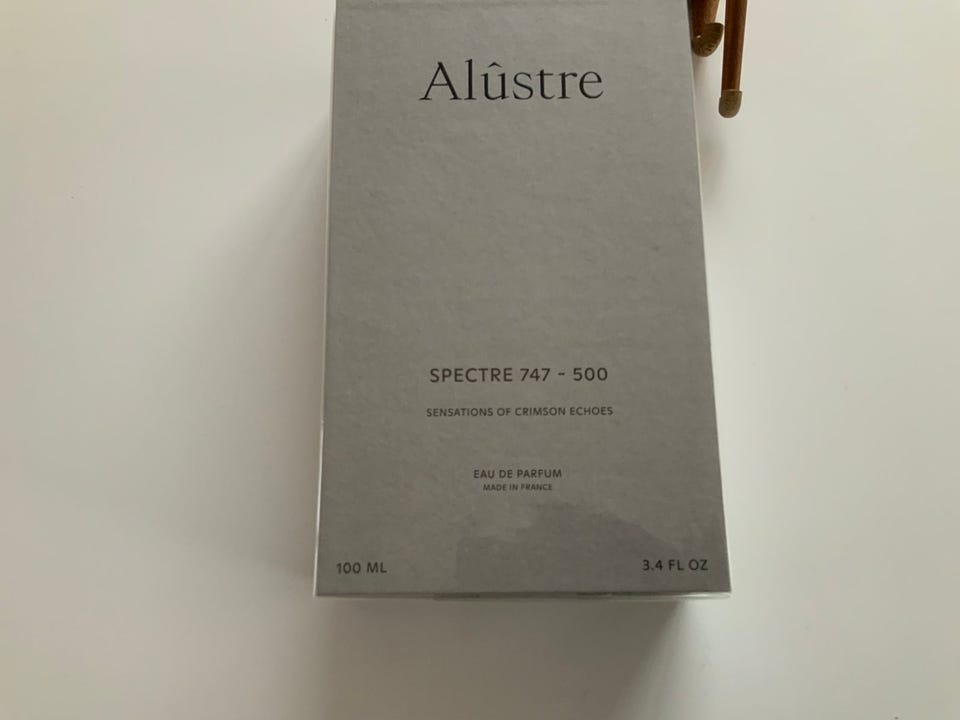 Alûstre
SPECTRE 747 - 500
SENSATIONS OF CRIMSON ECHOES
EAU DE PARFUM
MADE IN FRANCE
100 ML
3.4 FL OZ